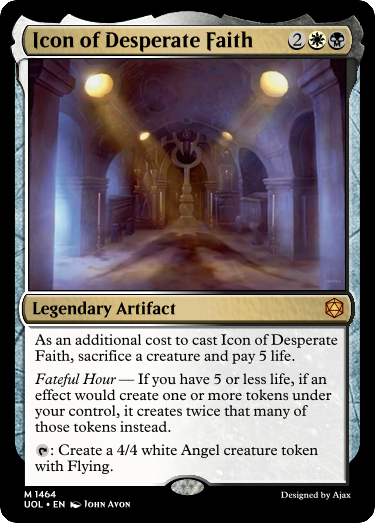 Icon of Desperate Faith 2
Legendary Artifact
As an additional cost to cast Icon of Desperate
Faith, sacrifice a creature and pay 5 life.
Fateful Hour — If you have 5 or less life, if an
effect would create one or more tokens under
your control, it creates twice that many of
those tokens instead.
: Create a 4/4 white Angel creature token
with Flying.
M 1464
UOL • EN John Avon
Designed by Ajax